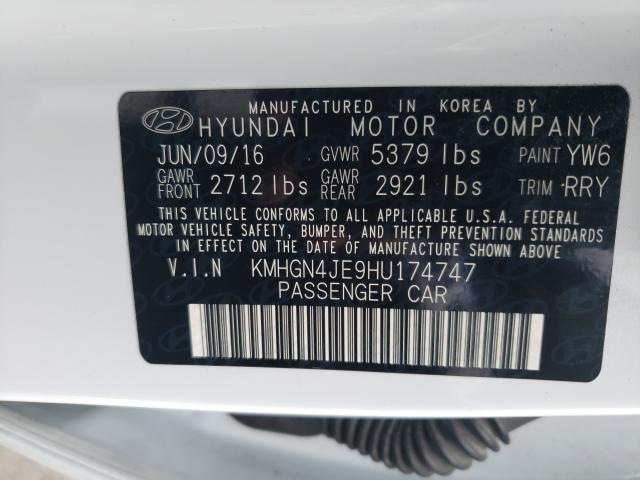 MANUFACTURED IN KOREA BY
HYUNDAI MOTOR COMPANY
JUN/09/16 GVWR 5379 lbs PAINT YW6
GAWR FRONT 2712 lbs GAWR REAR 2921 lbs TRIM :RRY
THIS VEHICLE CONFORMS TO ALL APPLICABLE U.S.A. FEDERAL
MOTOR VEHICLE SAFETY, BUMPER, AND THEFT PREVENTION STANDARDS
IN EFFECT ON THE DATE OF MANUFACTURE SHOWN ABOVE
V.I.N KMHGN4JE9HU174747
PASSENGER CAR